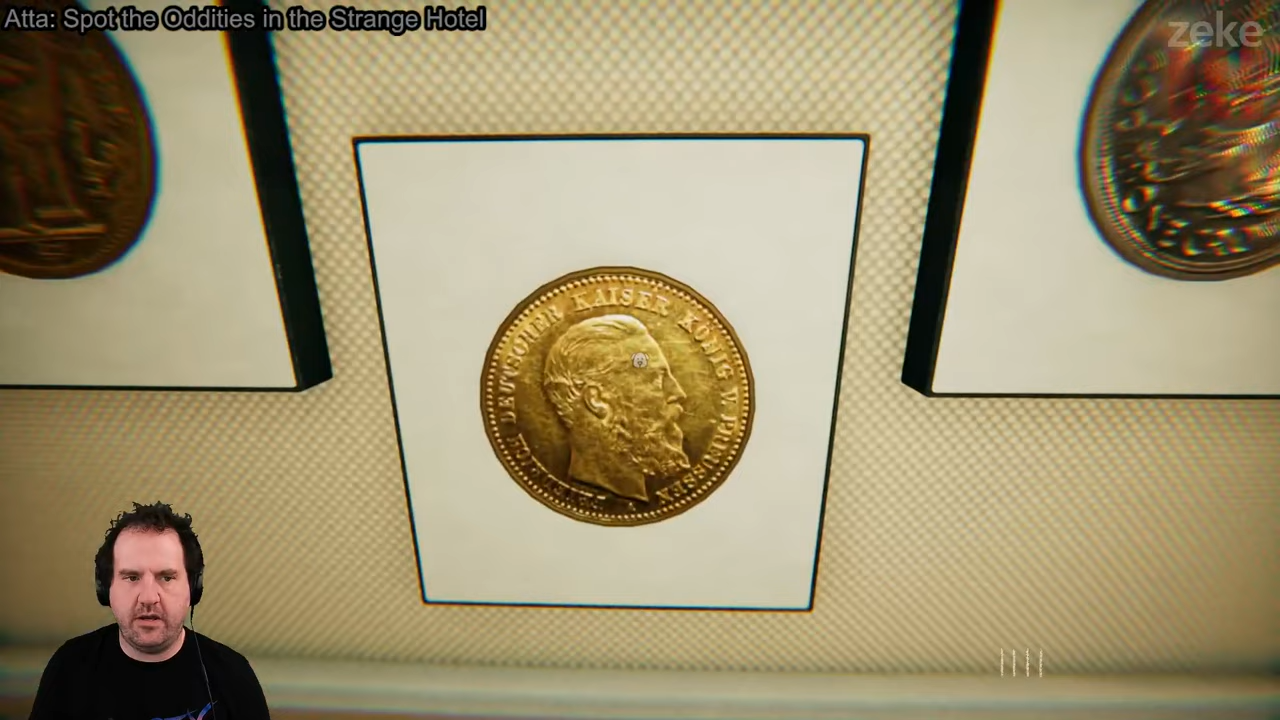 Atta: Spot the Oddities in the Strange Hotel
zeke
DEUTSCHER KAISER KÖNIG V. PREUSSEN
A